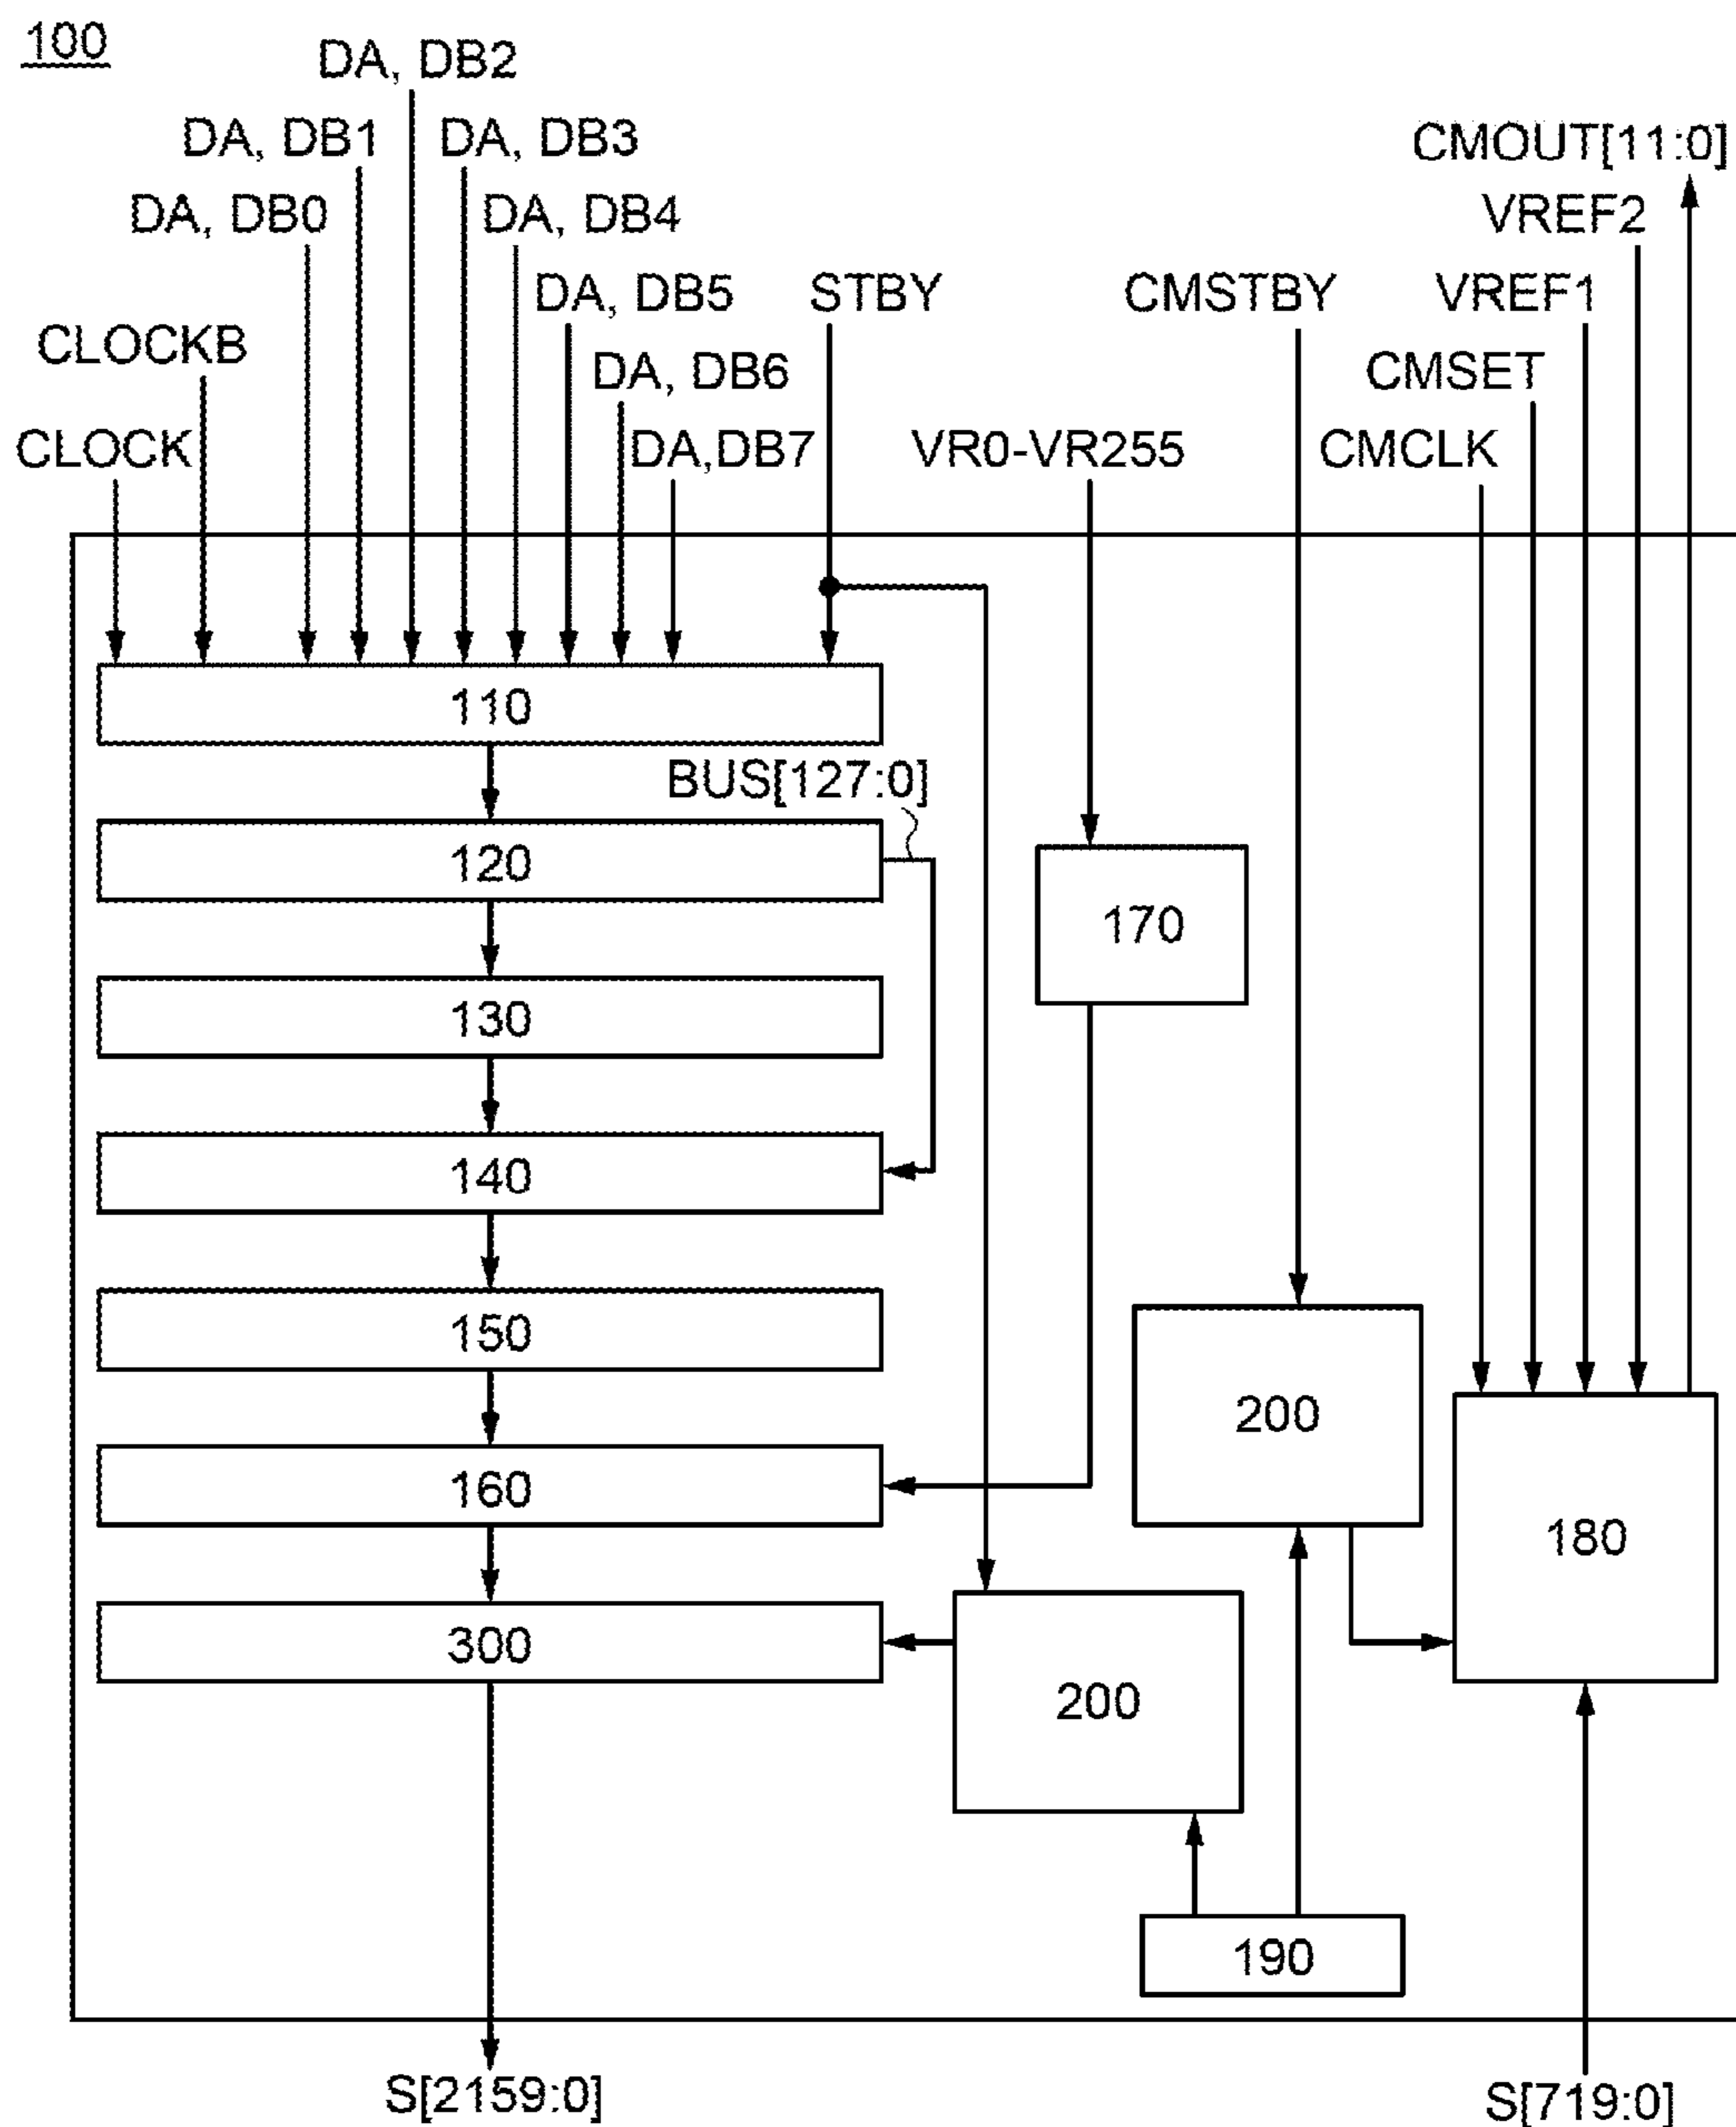 100
DA, DB2
DA, DB1
DA, DB3
CMOUT[11:0]
DA, DB0
DA, DB4
VREF2
DA, DB5
STBY
CMSTBY
VREF1
CLOCKB
DA, DB6
CMSET
CLOCK
DA,DB7
VR0-VR255
CMCLK
110
BUS[127:0]
120
170
130
140
150
200
160
180
300
200
190
S[2159:0]
S[719:0]